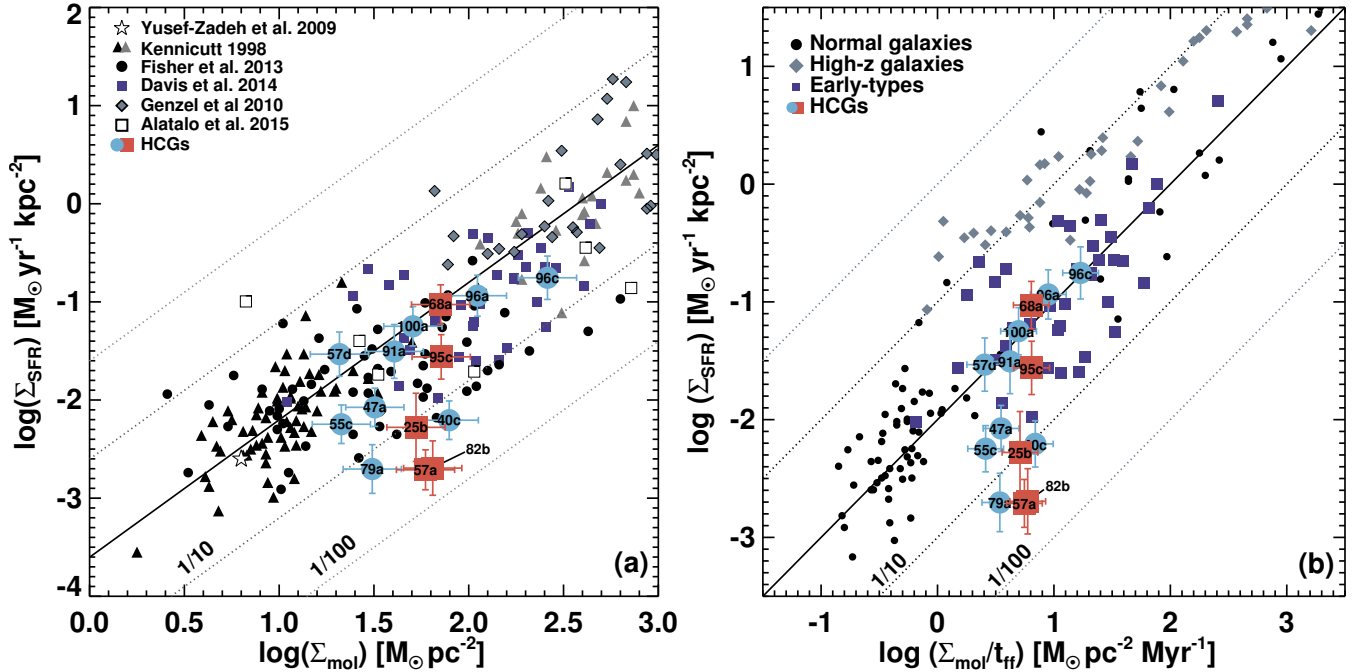 2
1
0
-1
-2
-3
-4
log(Σ_SFR) [M⊙ yr⁻¹ kpc⁻²]
Yusef-Zadeh et al. 2009
Kennicutt 1998
Fisher et al. 2013
Davis et al. 2014
Genzel et al 2010
Alatalo et al. 2015
HCGs
96c
96a
68a
100a
57d
91a
95c
47a
40c
55c
25b
82b
79a
57a
1/10
1/100
(a)
0.0 0.5 1.0 1.5 2.0 2.5 3.0
log(Σ_mol) [M⊙ pc⁻²]
1
0
-1
-2
-3
log (Σ_SFR) [M⊙ yr⁻¹ kpc⁻²]
Normal galaxies
High-z galaxies
Early-types
HCGs
96c
96a
68a
100a
57d
91a
95c
47a
0c
55c
25b
82b
79a
57a
1/10
1/100
(b)
-1 0 1 2 3
log (Σ_mol/t_ff) [M⊙ pc⁻² Myr⁻¹]